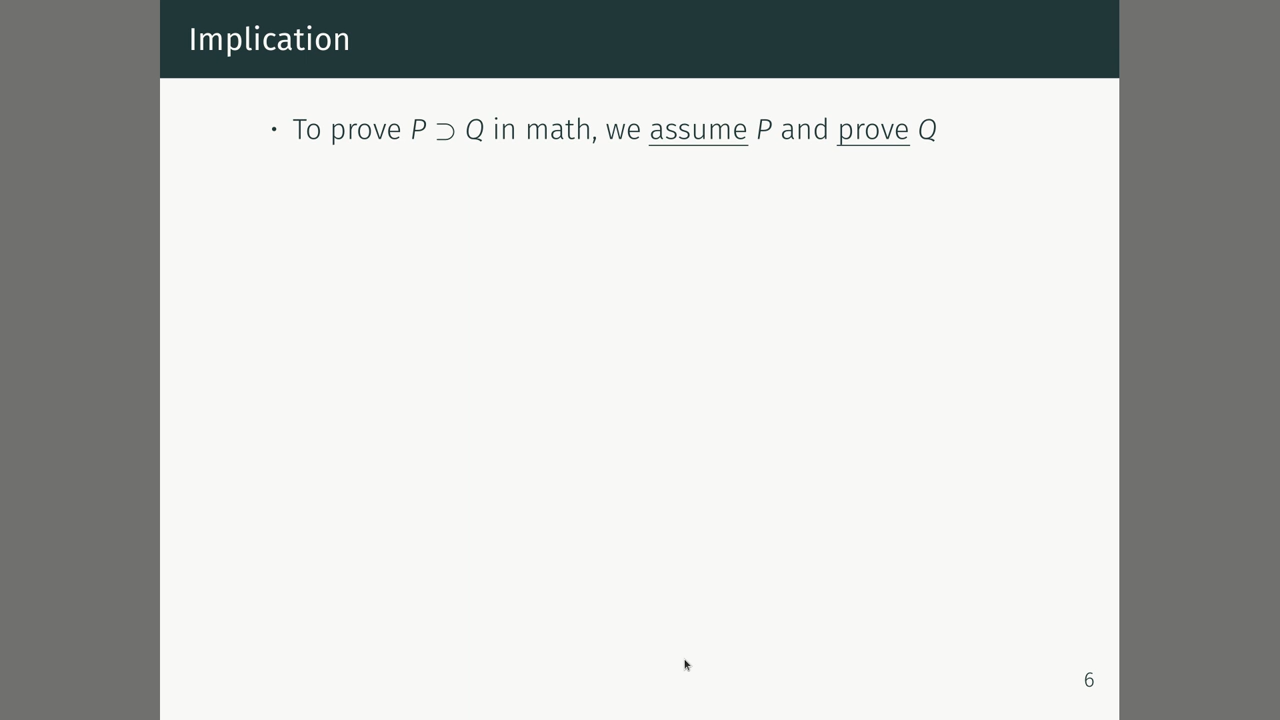 Implication
• To prove P ⊃ Q in math, we assume P and prove Q
6